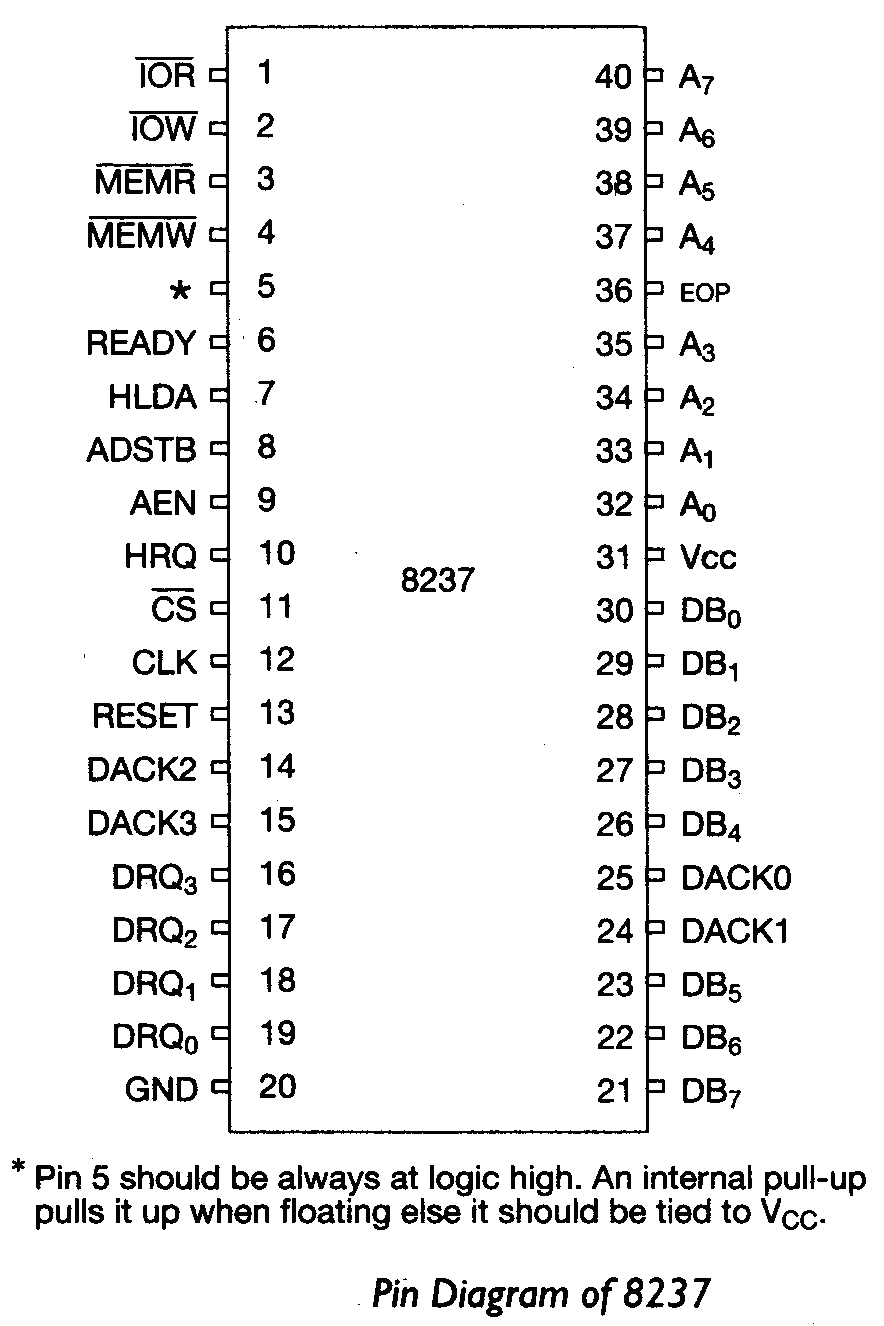 I̅O̅R̅ 1 40 A₇
I̅O̅W̅ 2 39 A₆
M̅E̅M̅R̅ 3 38 A₅
M̅E̅M̅W̅ 4 37 A₄
* 5 36 EOP
READY 6 35 A₃
HLDA 7 34 A₂
ADSTB 8 33 A₁
AEN 9 32 A₀
HRQ 10 31 Vcc
8237
C̅S̅ 11 30 DB₀
CLK 12 29 DB₁
RESET 13 28 DB₂
DACK2 14 27 DB₃
DACK3 15 26 DB₄
DRQ₃ 16 25 DACK0
DRQ₂ 17 24 DACK1
DRQ₁ 18 23 DB₅
DRQ₀ 19 22 DB₆
GND 20 21 DB₇
* Pin 5 should be always at logic high. An internal pull-up
pulls it up when floating else it should be tied to VCC.
Pin Diagram of 8237